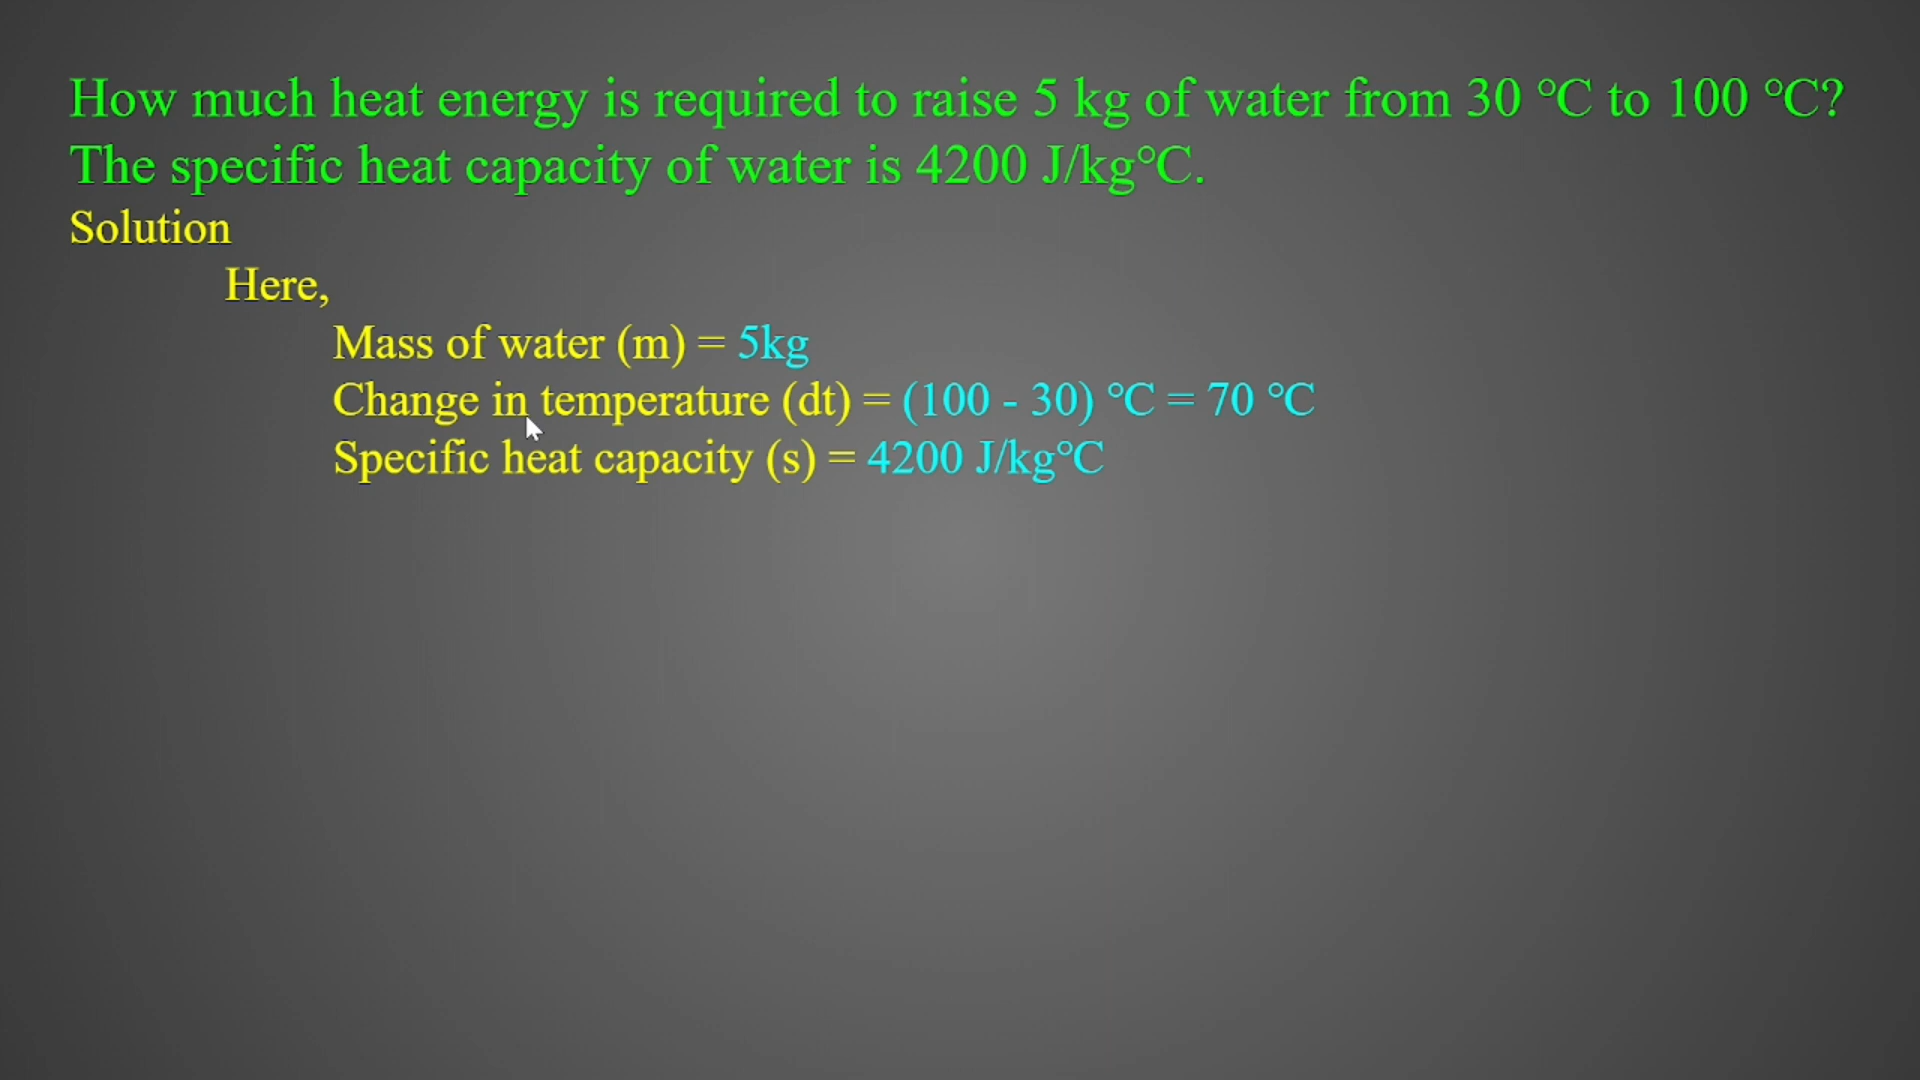 How much heat energy is required to raise 5 kg of water from 30 °C to 100 °C?
The specific heat capacity of water is 4200 J/kg°C.
Solution
Here,
Mass of water (m) = 5kg
Change in temperature (dt) = (100 - 30) °C = 70 °C
Specific heat capacity (s) = 4200 J/kg°C